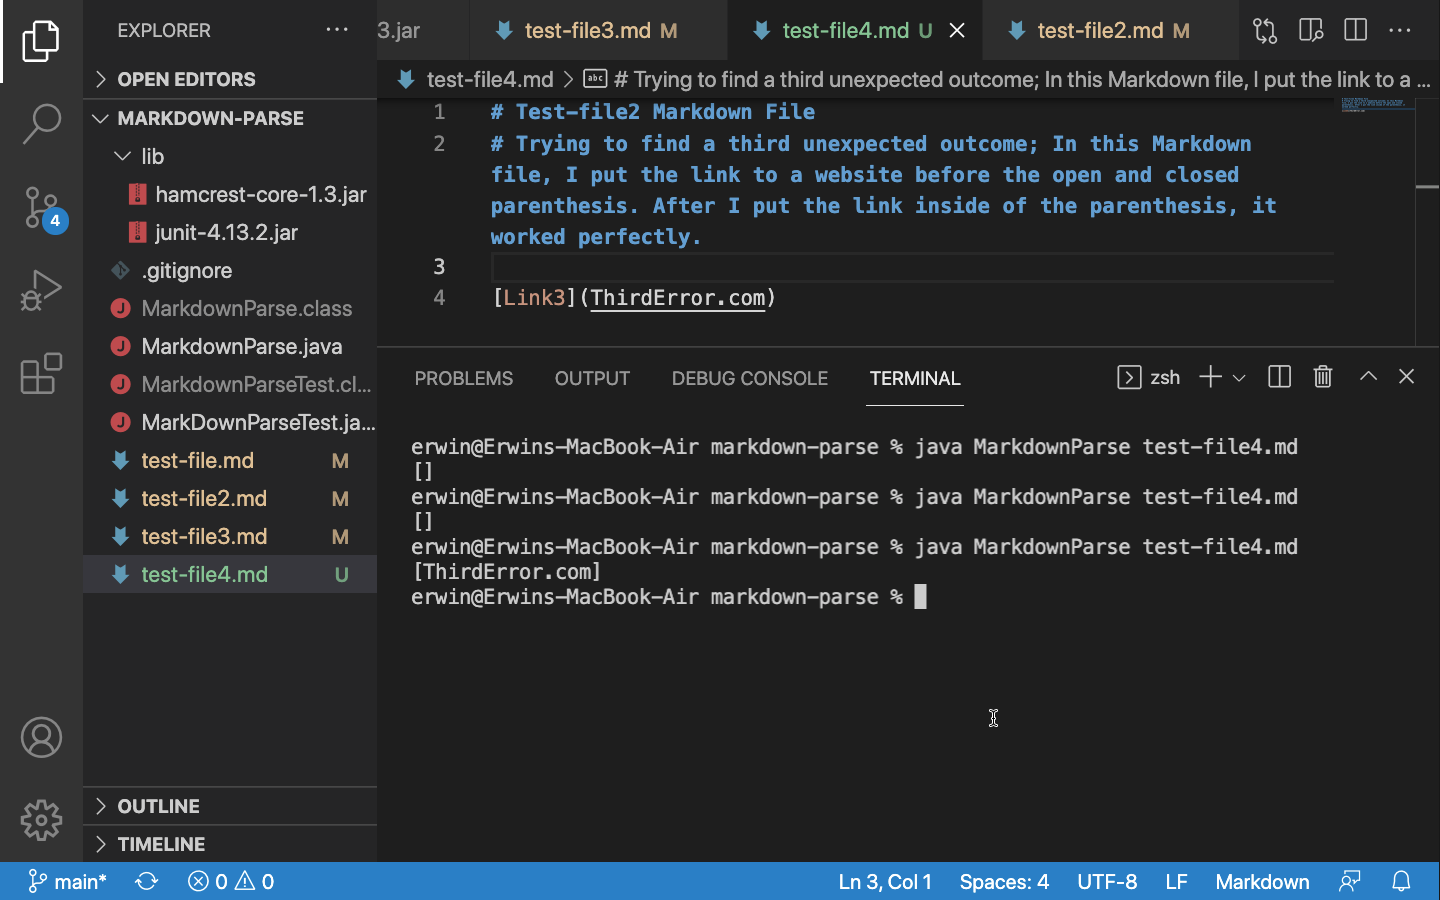 EXPLORER
3.jar
test-file3.md M
test-file4.md U
test-file2.md M
OPEN EDITORS
test-file4.md > abc # Trying to find a third unexpected outcome; In this Markdown file, I put the link to a ...
MARKDOWN-PARSE
lib
hamcrest-core-1.3.jar
junit-4.13.2.jar
.gitignore
MarkdownParse.class
MarkdownParse.java
MarkdownParseTest.cl...
MarkDownParseTest.ja...
test-file.md M
test-file2.md M
test-file3.md M
test-file4.md U
OUTLINE
TIMELINE
4
1 # Test-file2 Markdown File
2 # Trying to find a third unexpected outcome; In this Markdown
file, I put the link to a website before the open and closed
parenthesis. After I put the link inside of the parenthesis, it
worked perfectly.
3
4 [Link3](ThirdError.com)
PROBLEMS OUTPUT DEBUG CONSOLE TERMINAL zsh
erwin@Erwins-MacBook-Air markdown-parse % java MarkdownParse test-file4.md
[]
erwin@Erwins-MacBook-Air markdown-parse % java MarkdownParse test-file4.md
[]
erwin@Erwins-MacBook-Air markdown-parse % java MarkdownParse test-file4.md
[ThirdError.com]
erwin@Erwins-MacBook-Air markdown-parse %
main* 0 0 Ln 3, Col 1 Spaces: 4 UTF-8 LF Markdown